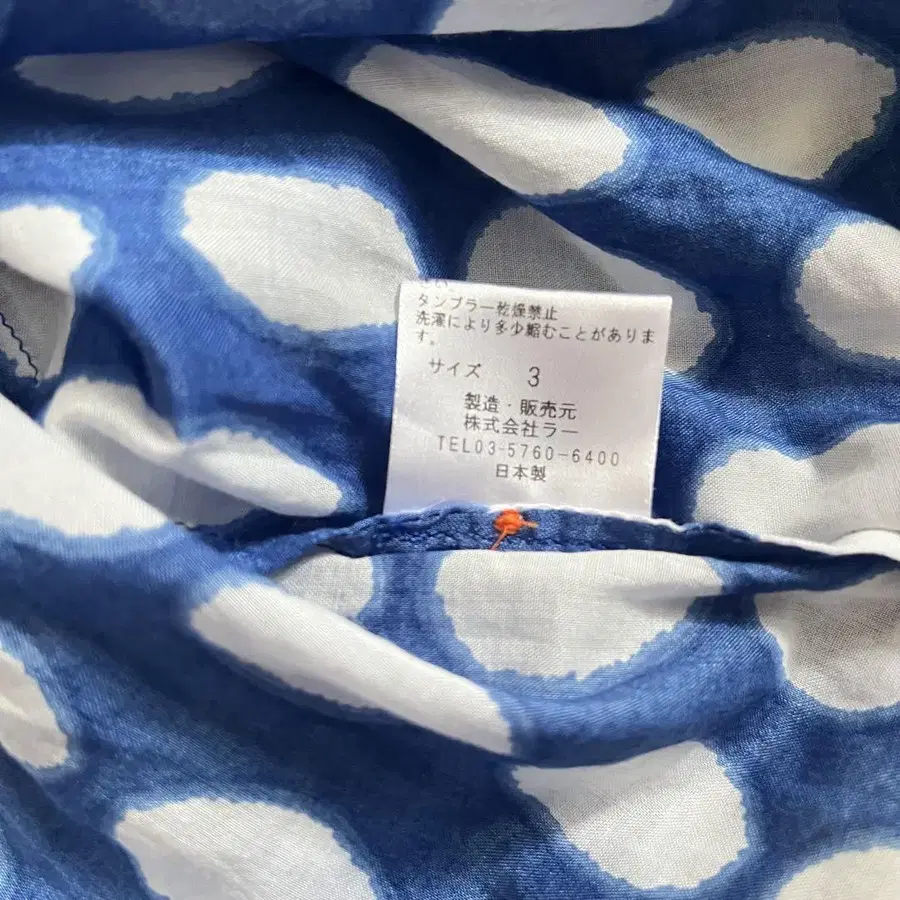 さい。
タンブラー乾燥禁止
洗濯により多少縮むことがありま
す。
サイズ 3
製造・販売元
株式会社ラー
TEL03-5760-6400
日本製